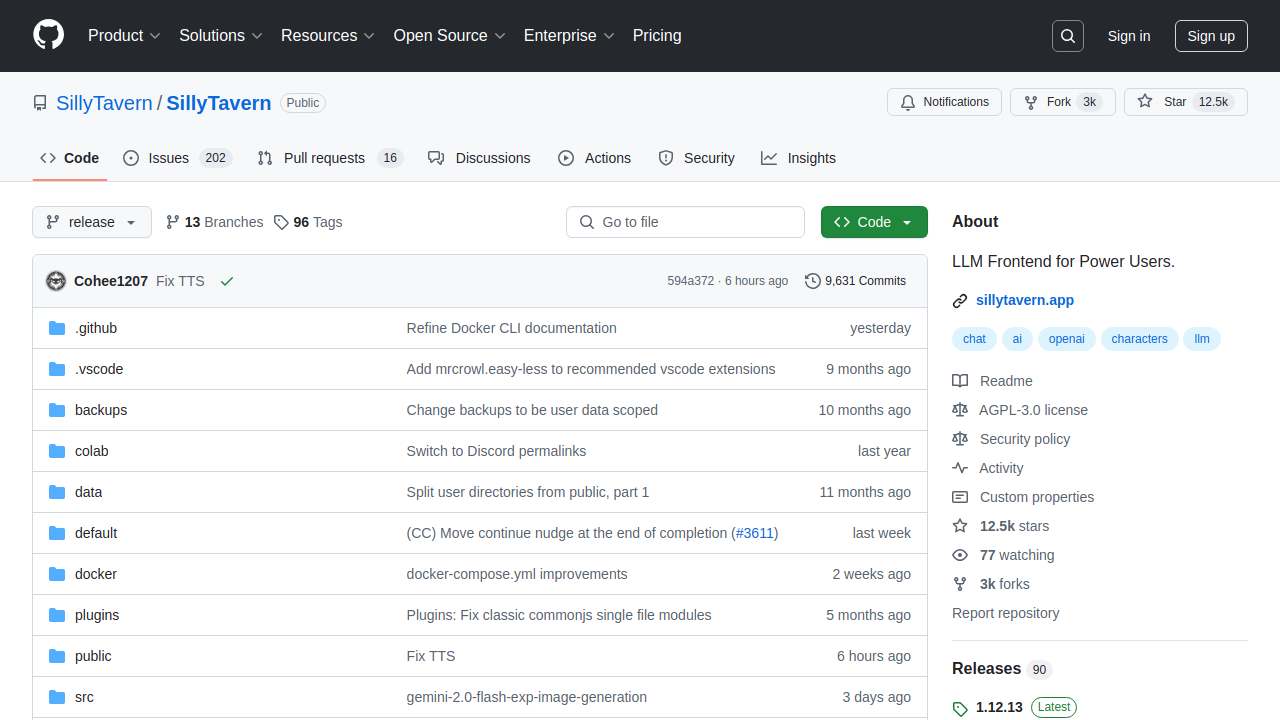 Product Solutions Resources Open Source Enterprise Pricing Sign in Sign up
SillyTavern / SillyTavern Public Notifications Fork 3k Star 12.5k
Code Issues 202 Pull requests 16 Discussions Actions Security Insights
release 13 Branches 96 Tags Go to file Code
Cohee1207 Fix TTS 594a372 · 6 hours ago 9,631 Commits
.github Refine Docker CLI documentation yesterday
.vscode Add mrcrowl.easy-less to recommended vscode extensions 9 months ago
backups Change backups to be user data scoped 10 months ago
colab Switch to Discord permalinks last year
data Split user directories from public, part 1 11 months ago
default (CC) Move continue nudge at the end of completion (#3611) last week
docker docker-compose.yml improvements 2 weeks ago
plugins Plugins: Fix classic commonjs single file modules 5 months ago
public Fix TTS 6 hours ago
src gemini-2.0-flash-exp-image-generation 3 days ago
About
LLM Frontend for Power Users.
sillytavern.app
chat ai openai characters llm
Readme
AGPL-3.0 license
Security policy
Activity
Custom properties
12.5k stars
77 watching
3k forks
Report repository
Releases 90
1.12.13 Latest